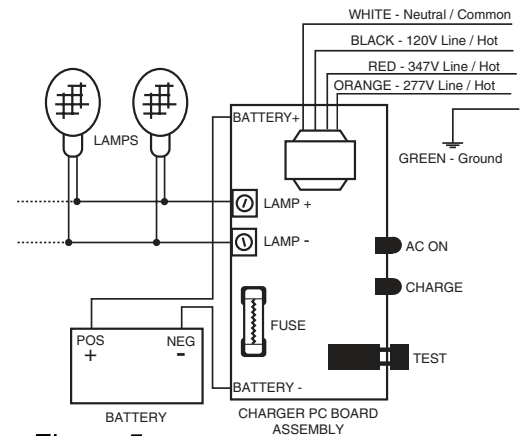 WHITE - Neutral / Common
BLACK - 120V Line / Hot
RED - 347V Line / Hot
ORANGE - 277V Line / Hot
GREEN - Ground
LAMPS
BATTERY+
LAMP +
LAMP -
AC ON
CHARGE
FUSE
TEST
POS
+
NEG
-
BATTERY -
BATTERY
CHARGER PC BOARD
ASSEMBLY